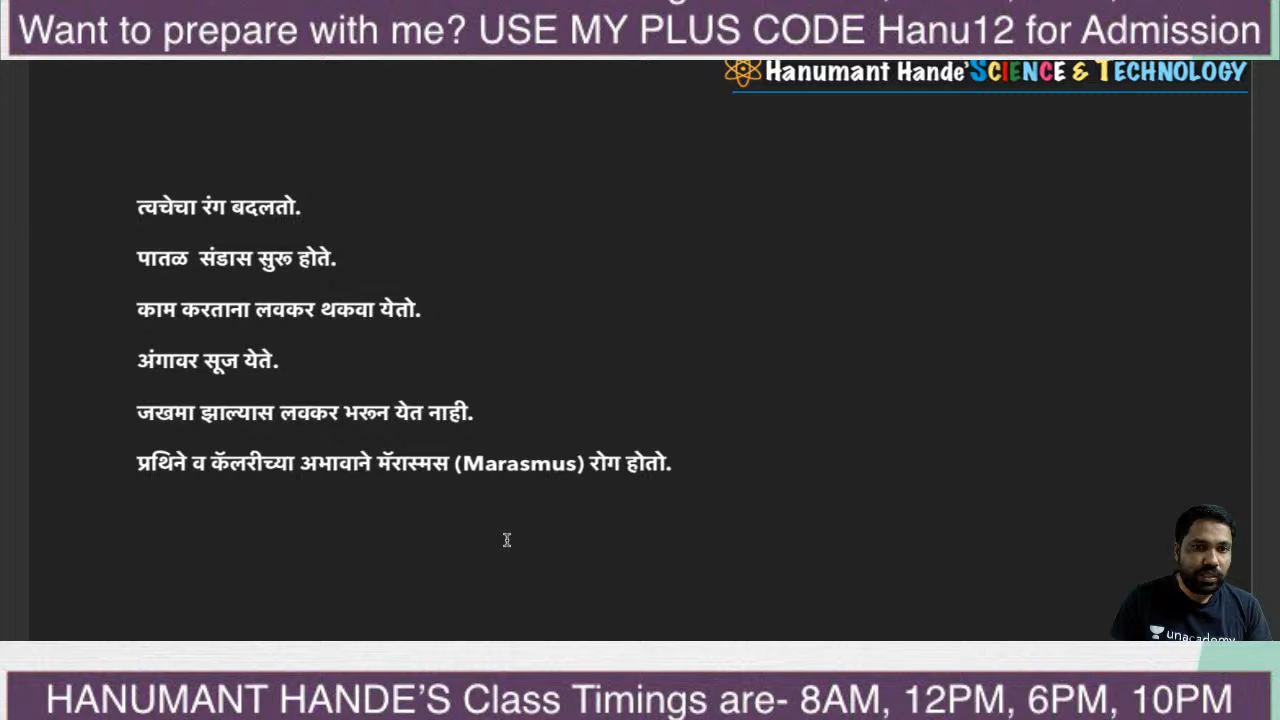 Want to prepare with me? USE MY PLUS CODE Hanu12 for Admission
Hanumant Hande'SCIENCE & TECHNOLOGY
त्वचेचा रंग बदलतो.
पातळ संडास सुरू होते.
काम करताना लवकर थकवा येतो.
अंगावर सूज येते.
जखमा झाल्यास लवकर भरून येत नाही.
प्रथिने व कॅलरीच्या अभावाने मॅरास्मस (Marasmus) रोग होतो.
unacademy
HANUMANT HANDE'S Class Timings are- 8AM, 12PM, 6PM, 10PM